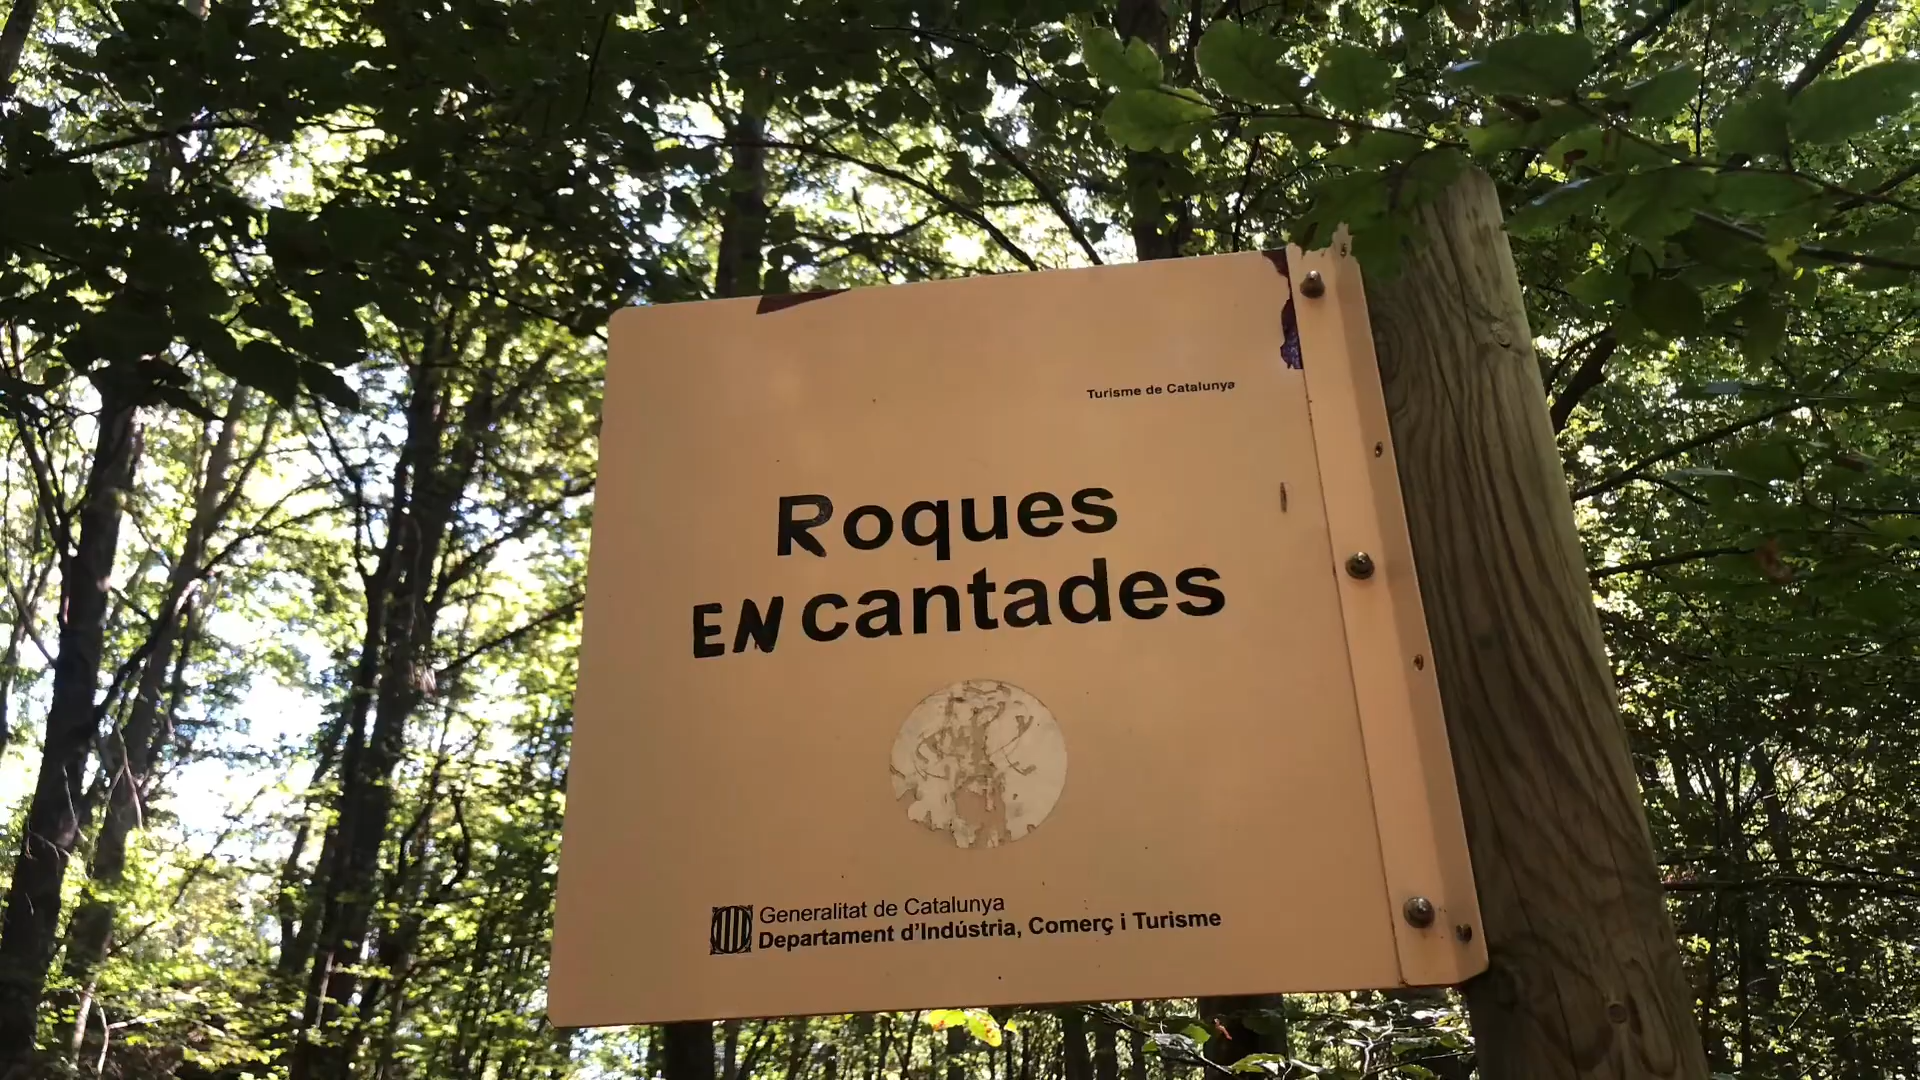 Turisme de Catalunya
Roques
ENcantades
Generalitat de Catalunya
Departament d'Indústria, Comerç i Turisme